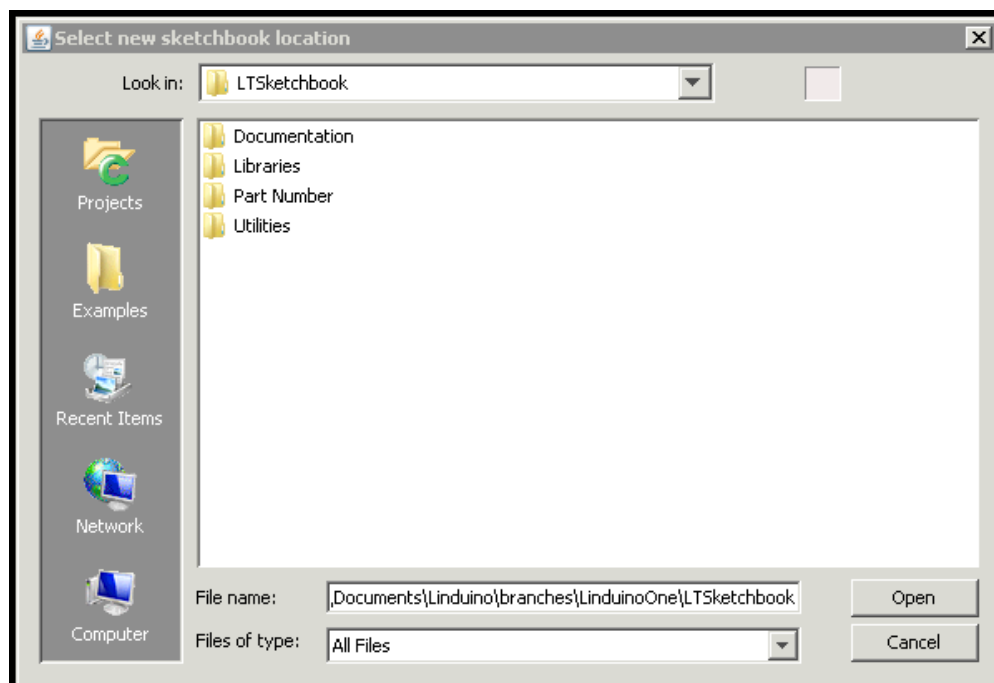 Select new sketchbook location
Look in:
LTSketchbook
Projects
Examples
Recent Items
Network
Computer
Documentation
Libraries
Part Number
Utilities
File name:
Documents\Linduino\branches\LinduinoOne\LTSketchbook
Open
Files of type:
All Files
Cancel